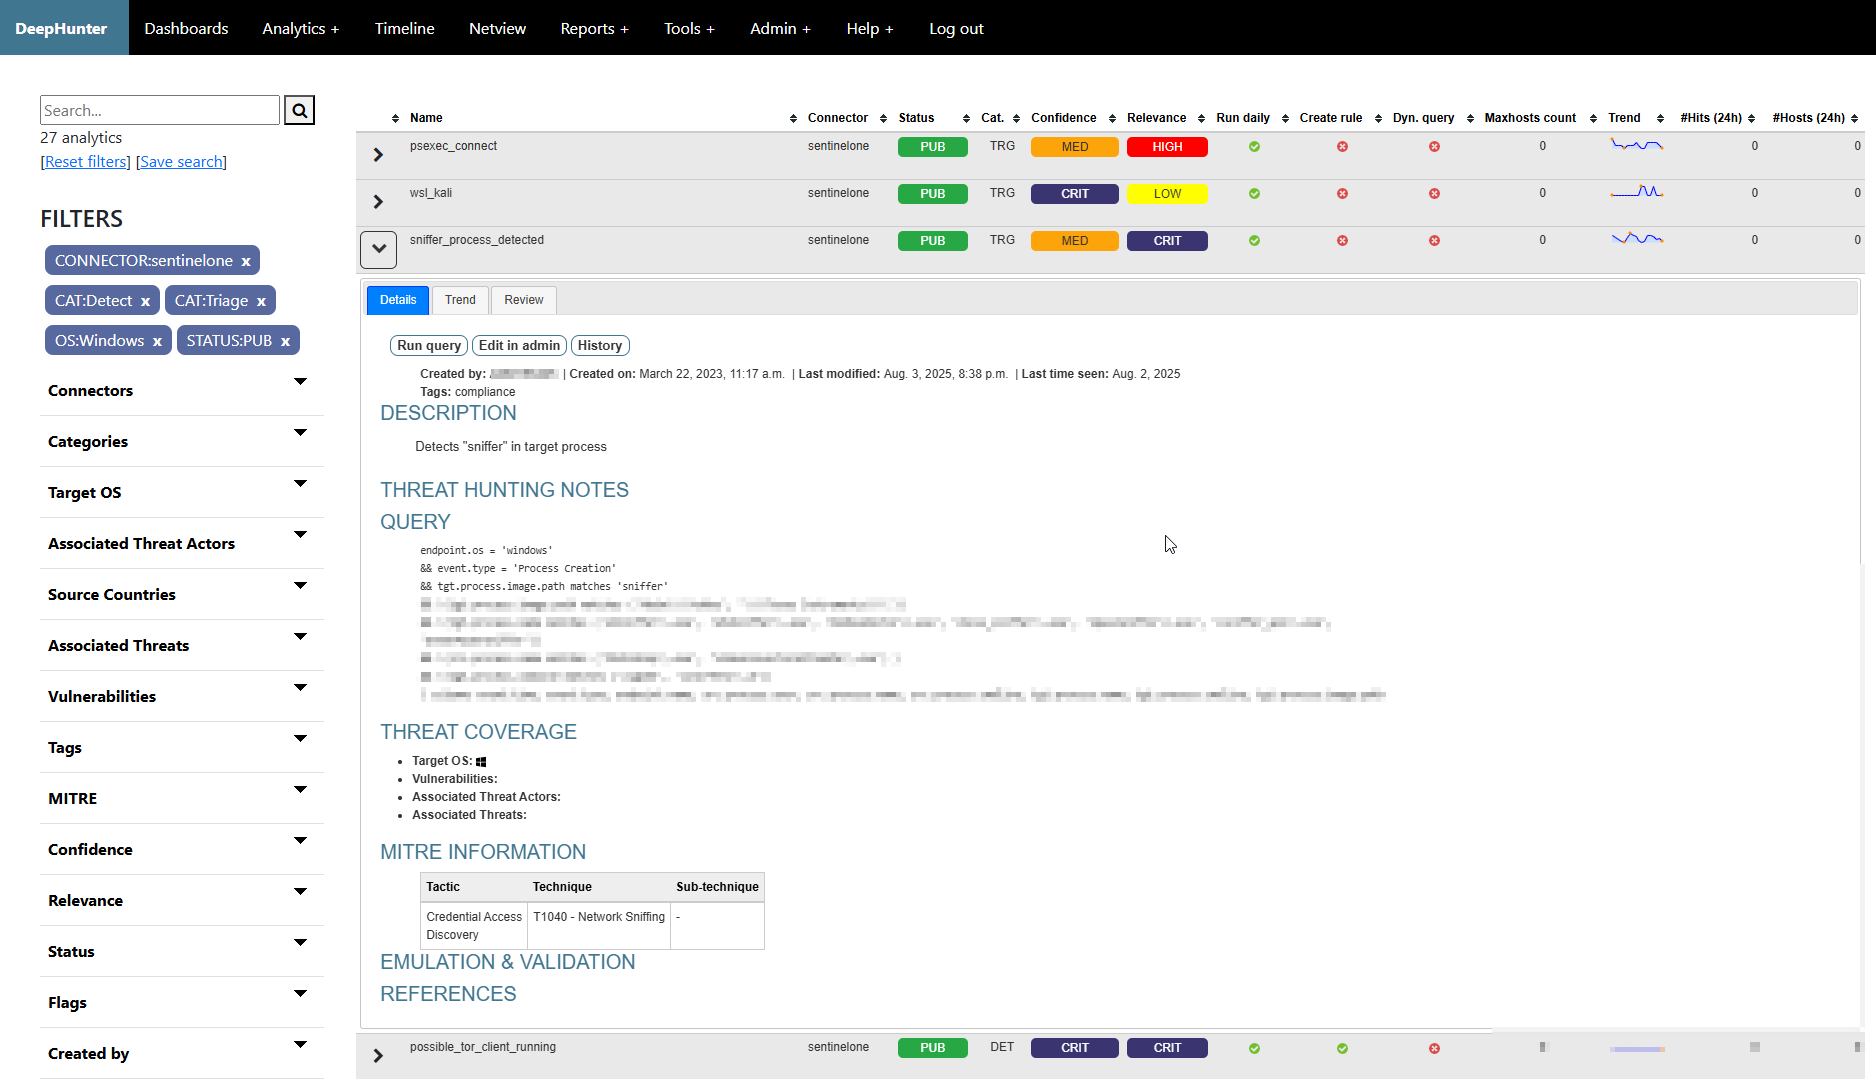 DeepHunter Dashboards Analytics + Timeline Netview Reports + Tools + Admin + Help + Log out
Search...
27 analytics
[Reset filters] [Save search]
FILTERS
CONNECTOR:sentinelone x
CAT:Detect x CAT:Triage x
OS:Windows x STATUS:PUB x
Connectors
Categories
Target OS
Associated Threat Actors
Source Countries
Associated Threats
Vulnerabilities
Tags
MITRE
Confidence
Relevance
Status
Flags
Created by
Name Connector Status Cat. Confidence Relevance Run daily Create rule Dyn. query Maxhosts count Trend #Hits (24h) #Hosts (24h)
psexec_connect sentinelone PUB TRG MED HIGH 0 0 0
wsl_kali sentinelone PUB TRG CRIT LOW 0 0 0
sniffer_process_detected sentinelone PUB TRG MED CRIT 0 0 0
Details Trend Review
Run query Edit in admin History
Created by: | Created on: March 22, 2023, 11:17 a.m. | Last modified: Aug. 3, 2025, 8:38 p.m. | Last time seen: Aug. 2, 2025
Tags: compliance
DESCRIPTION
Detects "sniffer" in target process
THREAT HUNTING NOTES
QUERY
endpoint.os = 'windows'
&& event.type = 'Process Creation'
&& tgt.process.image.path matches 'sniffer'
THREAT COVERAGE
• Target OS:
• Vulnerabilities:
• Associated Threat Actors:
• Associated Threats:
MITRE INFORMATION
Tactic Technique Sub-technique
Credential Access T1040 - Network Sniffing -
Discovery
EMULATION & VALIDATION
REFERENCES
possible_tor_client_running sentinelone PUB DET CRIT CRIT